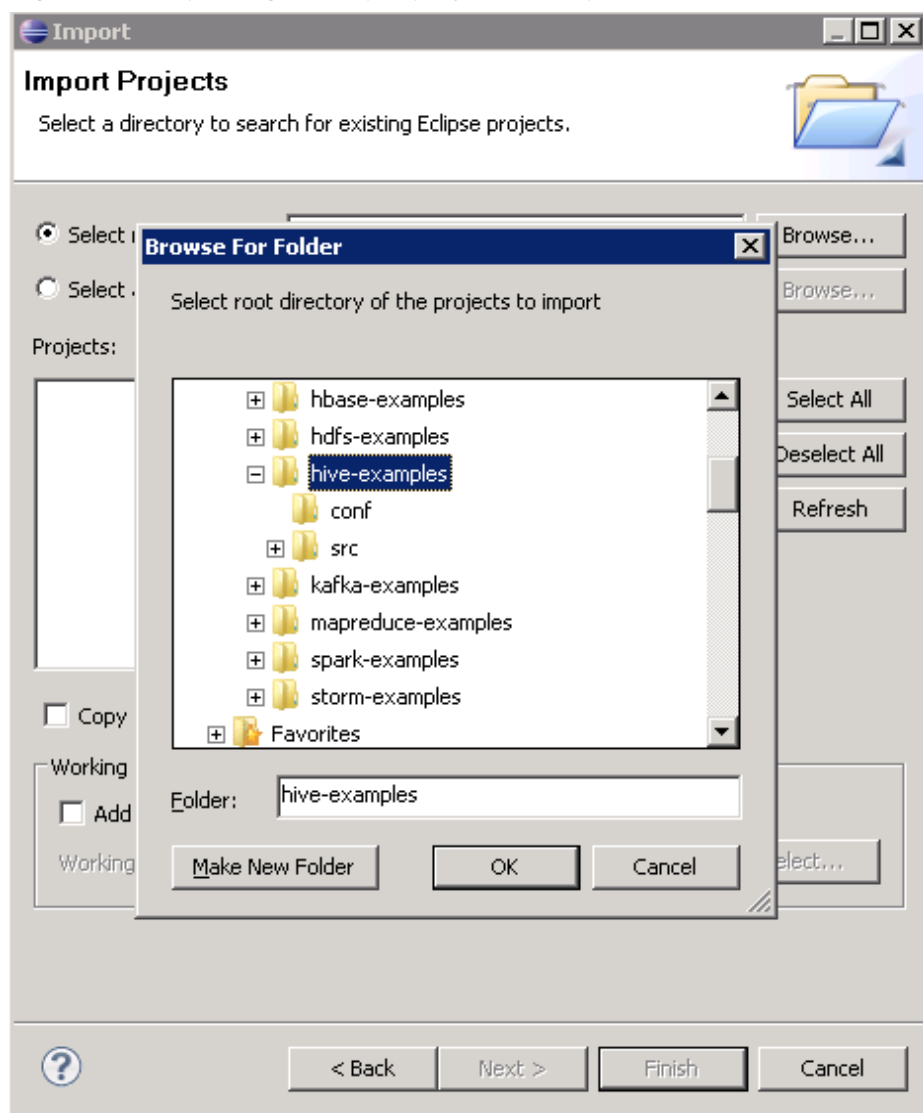 Import
Import Projects
Select a directory to search for existing Eclipse projects.
Select
Browse...
Browse For Folder
Select
Browse...
Select root directory of the projects to import
Projects:
hbase-examples
Select All
hdfs-examples
Deselect All
hive-examples
conf
Refresh
src
kafka-examples
mapreduce-examples
spark-examples
storm-examples
Copy
Favorites
Working
Folder:
hive-examples
Add
Working
Make New Folder
OK
Cancel
elect...
?
< Back
Next >
Finish
Cancel